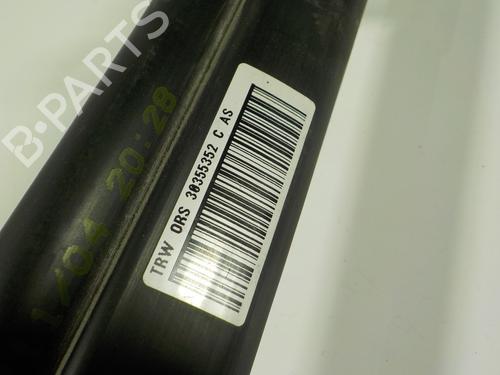 B-PARTS
TRW ORS 30355352 C AS
1/04 20:28